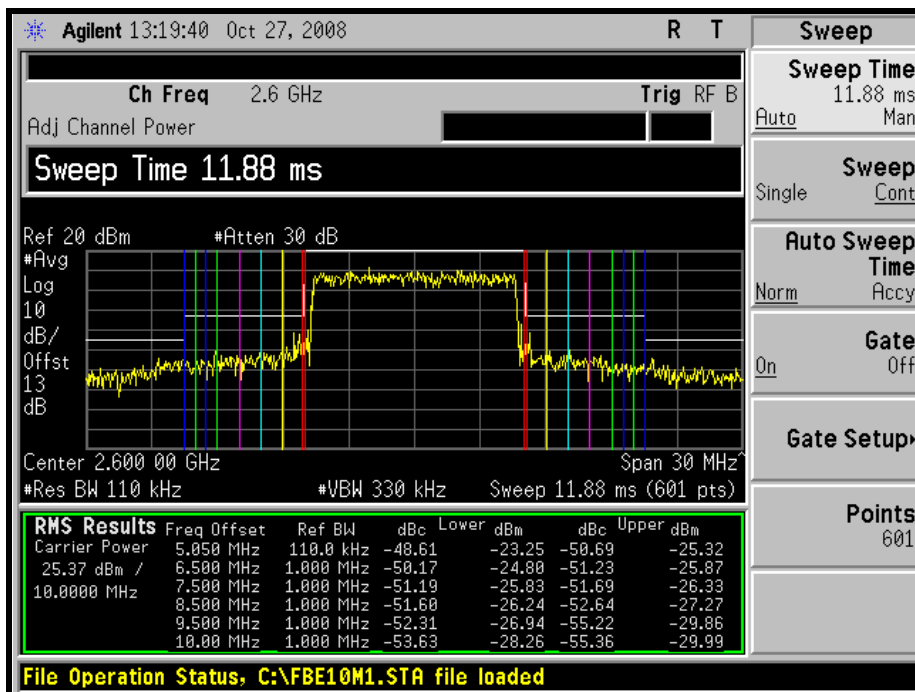 Agilent 13:19:40 Oct 27, 2008 R T
Ch Freq 2.6 GHz Trig RF B
Adj Channel Power
Sweep Time 11.88 ms
Ref 20 dBm #Atten 30 dB
#Avg
Log
10
dB/
Offst
13
dB
Center 2.600 00 GHz Span 30 MHz^
#Res BW 110 kHz #VBW 330 kHz Sweep 11.88 ms (601 pts)
RMS Results Freq Offset Ref BW dBc Lower dBm dBc Upper dBm
Carrier Power 5.050 MHz 110.0 kHz -48.61 -23.25 -50.69 -25.32
25.37 dBm / 6.500 MHz 1.000 MHz -50.17 -24.80 -51.23 -25.87
10.0000 MHz 7.500 MHz 1.000 MHz -51.19 -25.83 -51.69 -26.33
8.500 MHz 1.000 MHz -51.60 -26.24 -52.64 -27.27
9.500 MHz 1.000 MHz -52.31 -26.94 -55.22 -29.86
10.00 MHz 1.000 MHz -53.63 -28.26 -55.36 -29.99
File Operation Status, C:\FBE10M1.STA file loaded
Sweep
Sweep Time
11.88 ms
Auto Man
Sweep
Single Cont
Auto Sweep
Time
Norm Accy
Gate
On Off
Gate Setup
Points
601